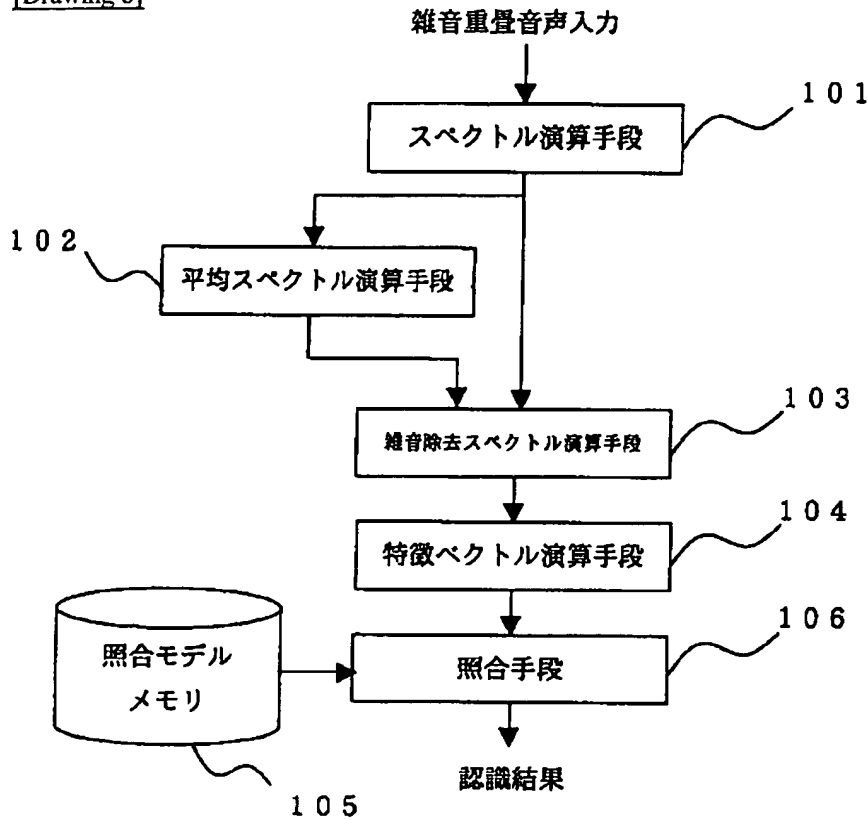 雑音重畳音声入力
101
スペクトル演算手段
102
平均スペクトル演算手段
103
雑音除去スペクトル演算手段
104
特徴ベクトル演算手段
106
照合モデル
メモリ
照合手段
105
認識結果